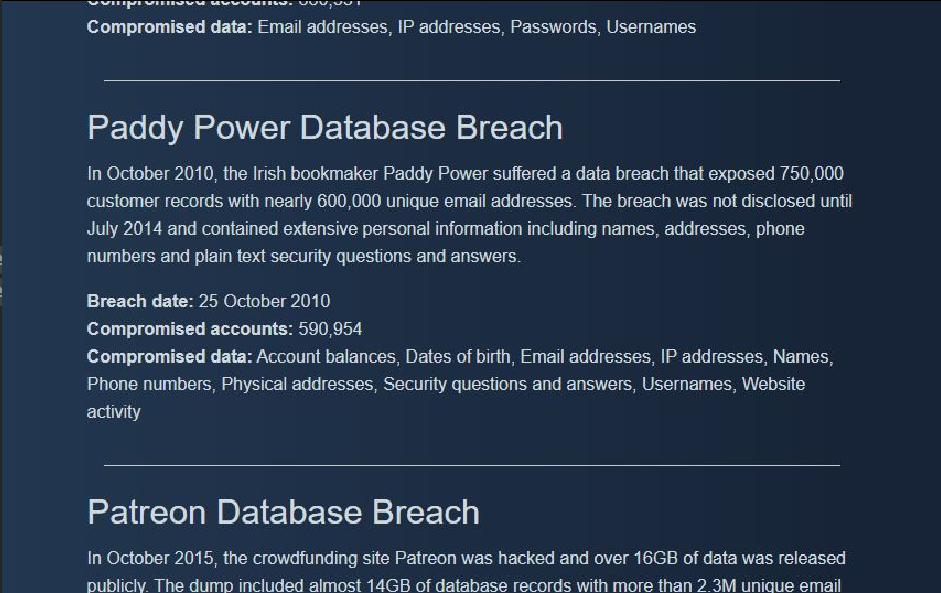 Compromised data: Email addresses, IP addresses, Passwords, Usernames
Paddy Power Database Breach
In October 2010, the Irish bookmaker Paddy Power suffered a data breach that exposed 750,000
customer records with nearly 600,000 unique email addresses. The breach was not disclosed until
July 2014 and contained extensive personal information including names, addresses, phone
numbers and plain text security questions and answers.
Breach date: 25 October 2010
Compromised accounts: 590,954
Compromised data: Account balances, Dates of birth, Email addresses, IP addresses, Names,
Phone numbers, Physical addresses, Security questions and answers, Usernames, Website
activity
Patreon Database Breach
In October 2015, the crowdfunding site Patreon was hacked and over 16GB of data was released
publicly. The dump included almost 14GB of database records with more than 2.3M unique email